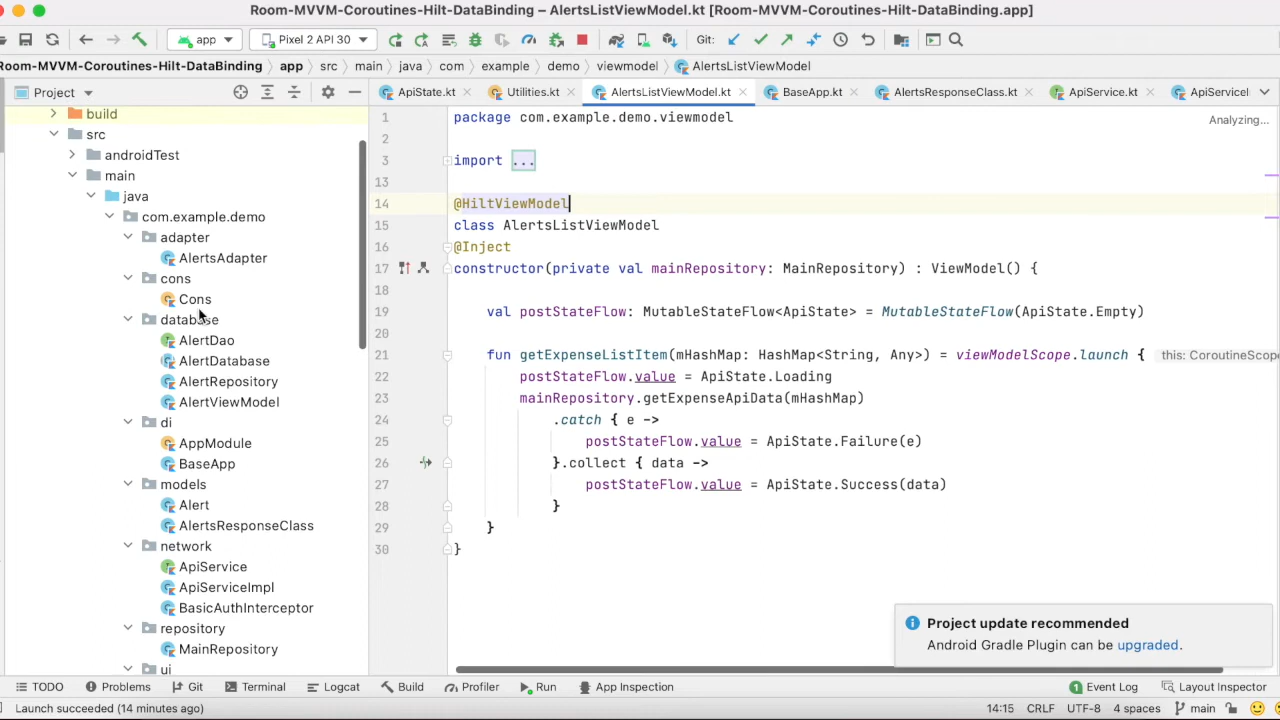 Room-MVVM-Coroutines-Hilt-DataBinding – AlertsListViewModel.kt [Room-MVVM-Coroutines-Hilt-DataBinding.app]
app Pixel 2 API 30 Git:
Room-MVVM-Coroutines-Hilt-DataBinding app src main java com example demo viewmodel AlertsListViewModel
Project
ApiState.kt Utilities.kt AlertsListViewModel.kt BaseApp.kt AlertsResponseClass.kt ApiService.kt ApiServiceI
build
src
androidTest
main
java
com.example.demo
adapter
AlertsAdapter
cons
Cons
database
AlertDao
AlertDatabase
AlertRepository
AlertViewModel
di
AppModule
BaseApp
models
Alert
AlertsResponseClass
network
ApiService
ApiServiceImpl
BasicAuthInterceptor
repository
MainRepository
ui
Analyzing...
1 package com.example.demo.viewmodel
2
3 import ...
13
14 @HiltViewModel
15 class AlertsListViewModel
16 @Inject
17 constructor(private val mainRepository: MainRepository) : ViewModel() {
18
19 val postStateFlow: MutableStateFlow<ApiState> = MutableStateFlow(ApiState.Empty)
20
21 fun getExpenseListItem(mHashMap: HashMap<String, Any>) = viewModelScope.launch { this: CoroutineScope
22 postStateFlow.value = ApiState.Loading
23 mainRepository.getExpenseApiData(mHashMap)
24 .catch { e ->
25 postStateFlow.value = ApiState.Failure(e)
26 }.collect { data ->
27 postStateFlow.value = ApiState.Success(data)
28 }
29 }
30 }
Project update recommended
Android Gradle Plugin can be upgraded.
TODO Problems Git Terminal Logcat Build Profiler Run App Inspection 1 Event Log Layout Inspector
Launch succeeded (14 minutes ago) 14:15 CRLF UTF-8 4 spaces main